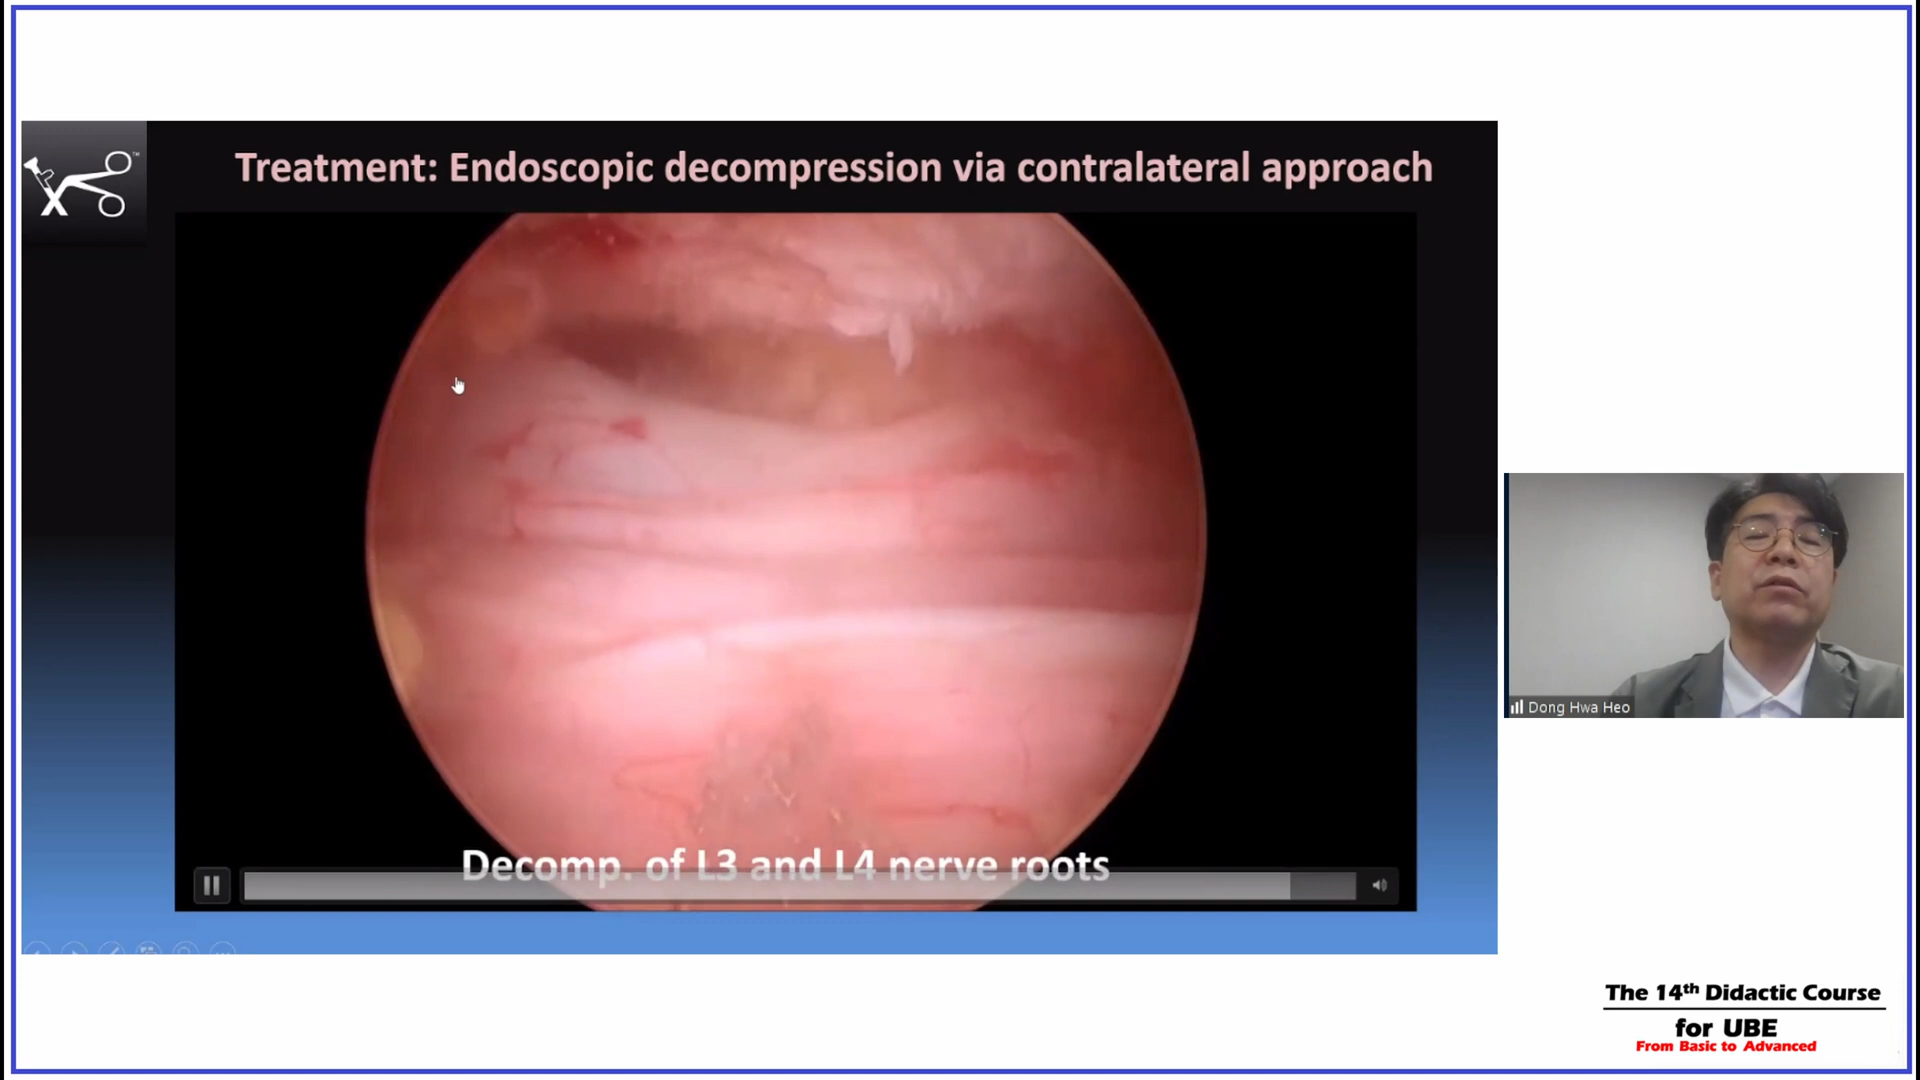 Treatment: Endoscopic decompression via contralateral approach
Decomp. of L3 and L4 nerve roots
Dong Hwa Heo
The 14th Didactic Course
for UBE
From Basic to Advanced